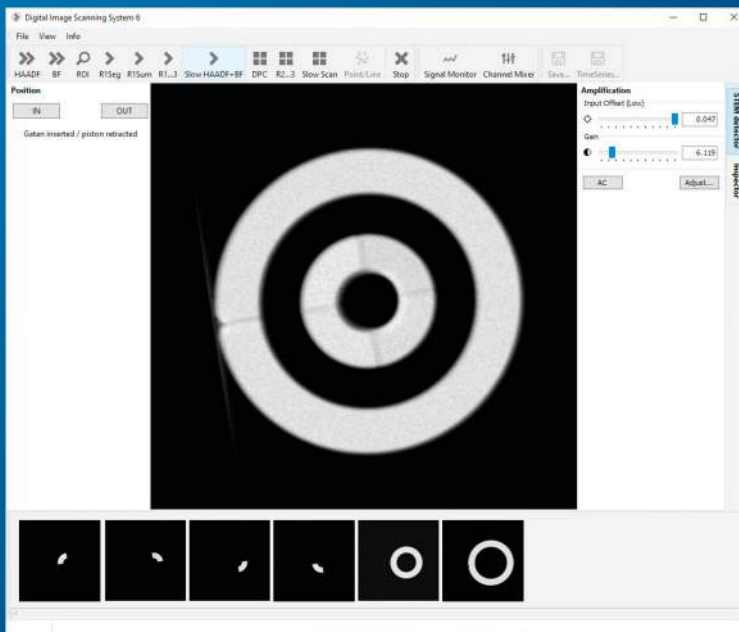 Digital Image Scanning System 6
File View Info
HAADF BF ROI R1Seg R1Sum R1...3 Slow HAADF+BF DPC R2...3 Slow Scan Point/Line Stop Signal Monitor Channel Mixer Save... TimeSeries...
Position
IN OUT
Gatan inserted / piston retracted
Amplification
Input Offset (Low)
0.047
Gain
6.119
AC Adjust...
STEM detector
Inspector